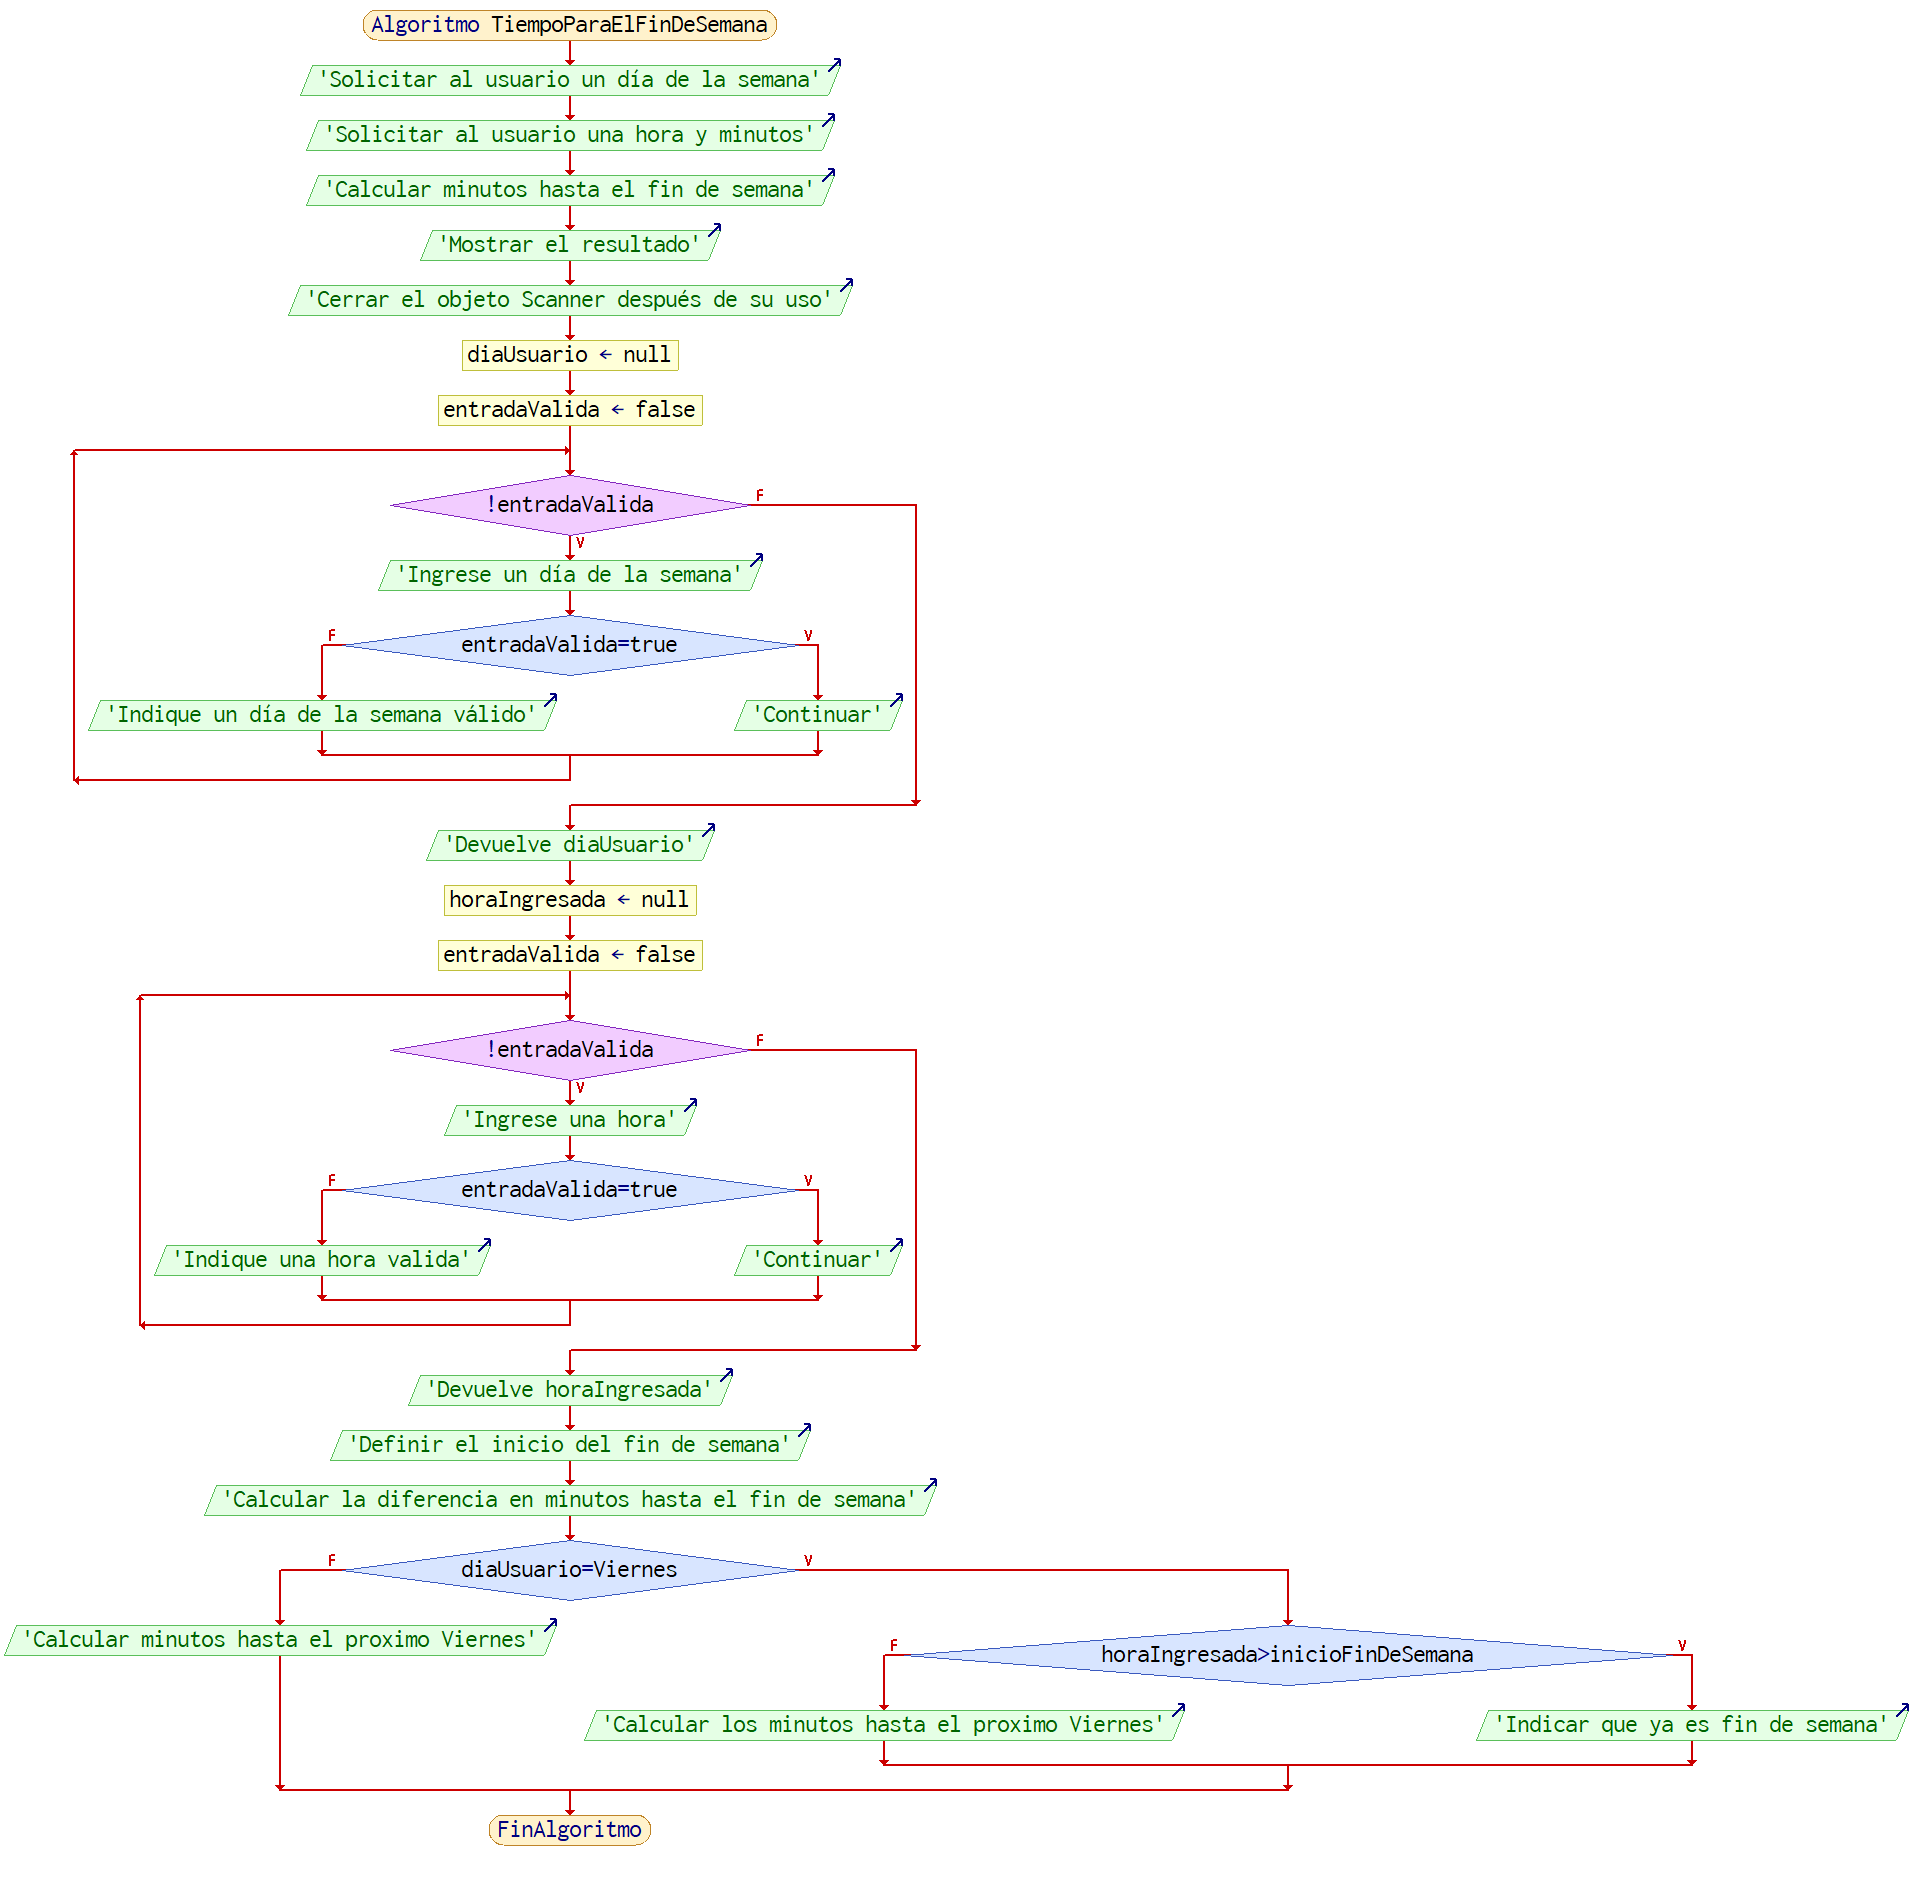 Algoritmo TiempoParaElFinDeSemana
'Solicitar al usuario un día de la semana'
'Solicitar al usuario una hora y minutos'
'Calcular minutos hasta el fin de semana'
'Mostrar el resultado'
'Cerrar el objeto Scanner después de su uso'
diaUsuario ← null
entradaValida ← false
!entradaValida
F
V
'Ingrese un día de la semana'
F
entradaValida=true
V
'Indique un día de la semana válido'
'Continuar'
'Devuelve diaUsuario'
horaIngresada ← null
entradaValida ← false
!entradaValida
F
V
'Ingrese una hora'
F
entradaValida=true
V
'Indique una hora valida'
'Continuar'
'Devuelve horaIngresada'
'Definir el inicio del fin de semana'
'Calcular la diferencia en minutos hasta el fin de semana'
F
diaUsuario=Viernes
V
'Calcular minutos hasta el proximo Viernes'
F
horaIngresada>inicioFinDeSemana
V
'Calcular los minutos hasta el proximo Viernes'
'Indicar que ya es fin de semana'
FinAlgoritmo